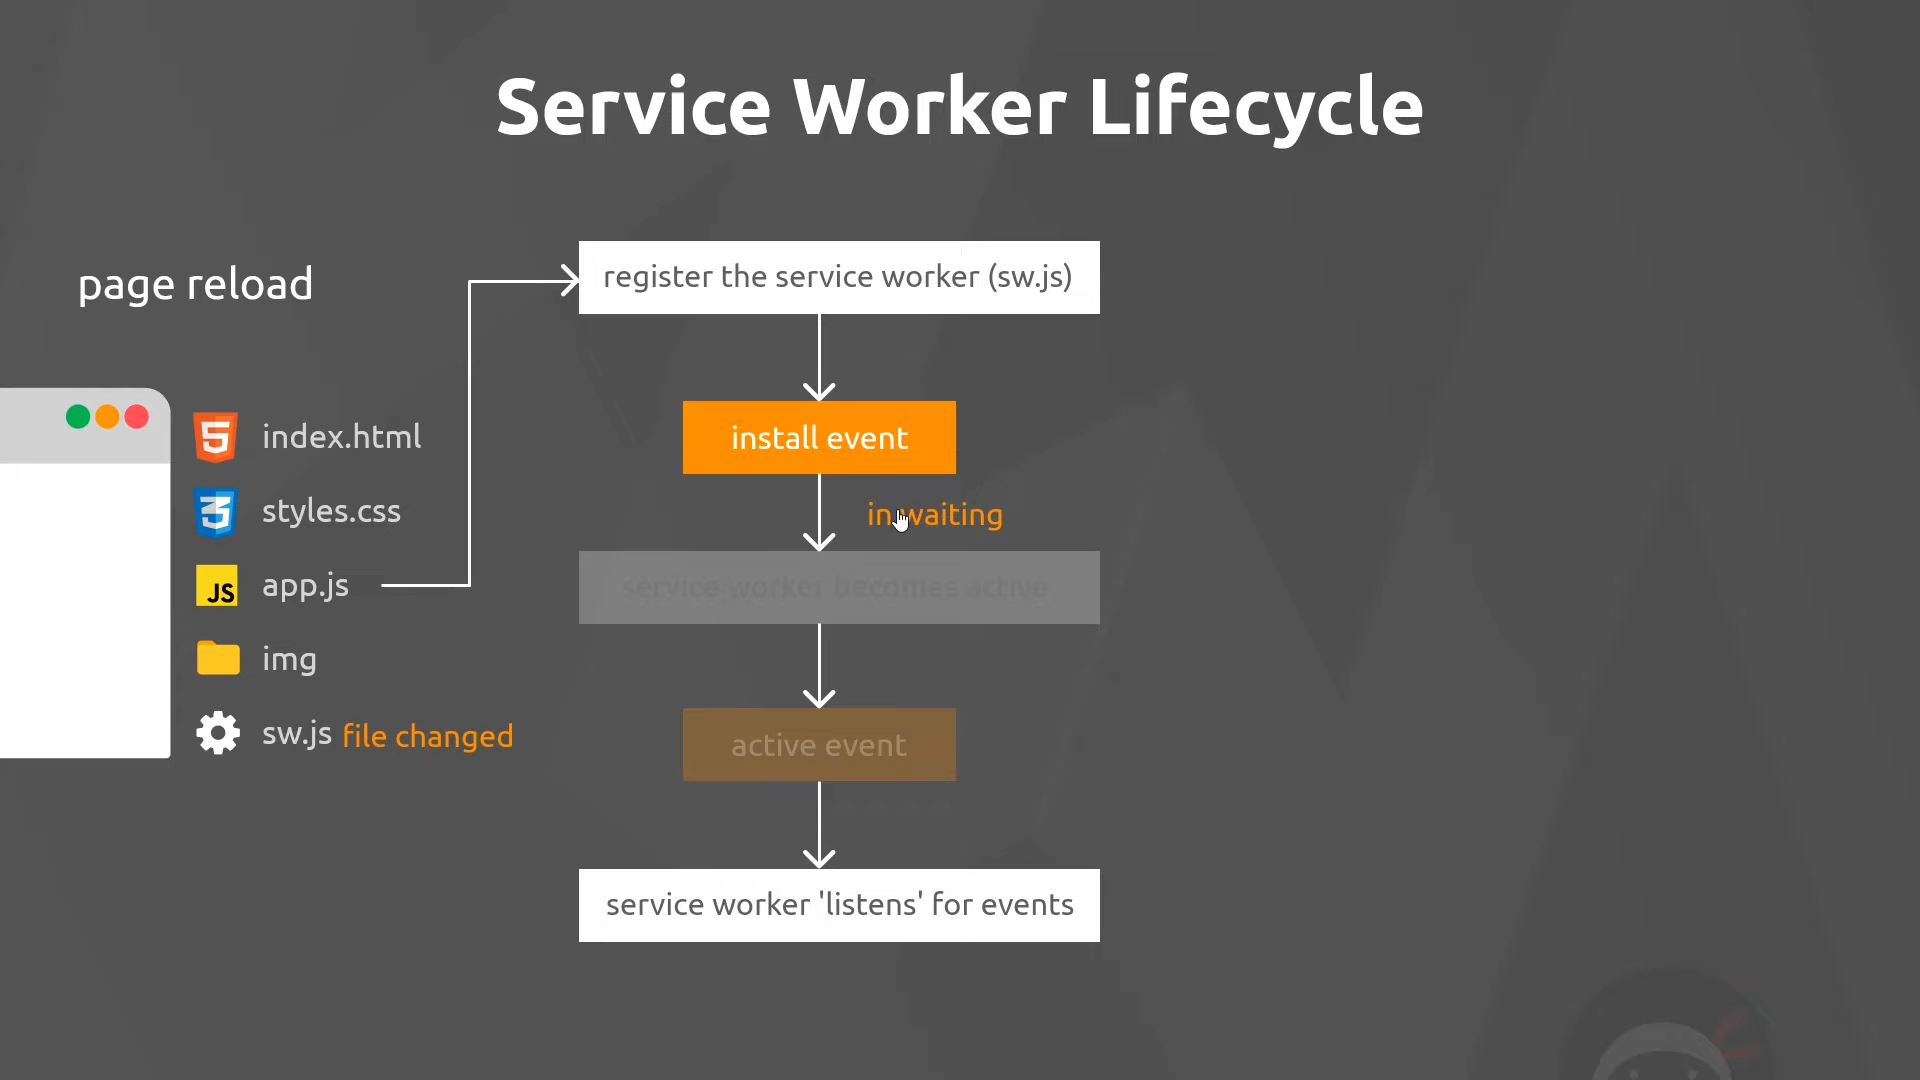 Service Worker Lifecycle
page reload
register the service worker (sw.js)
index.html
install event
styles.css
in waiting
JS
app.js
service worker becomes active
img
sw.js file changed
active event
service worker 'listens' for events